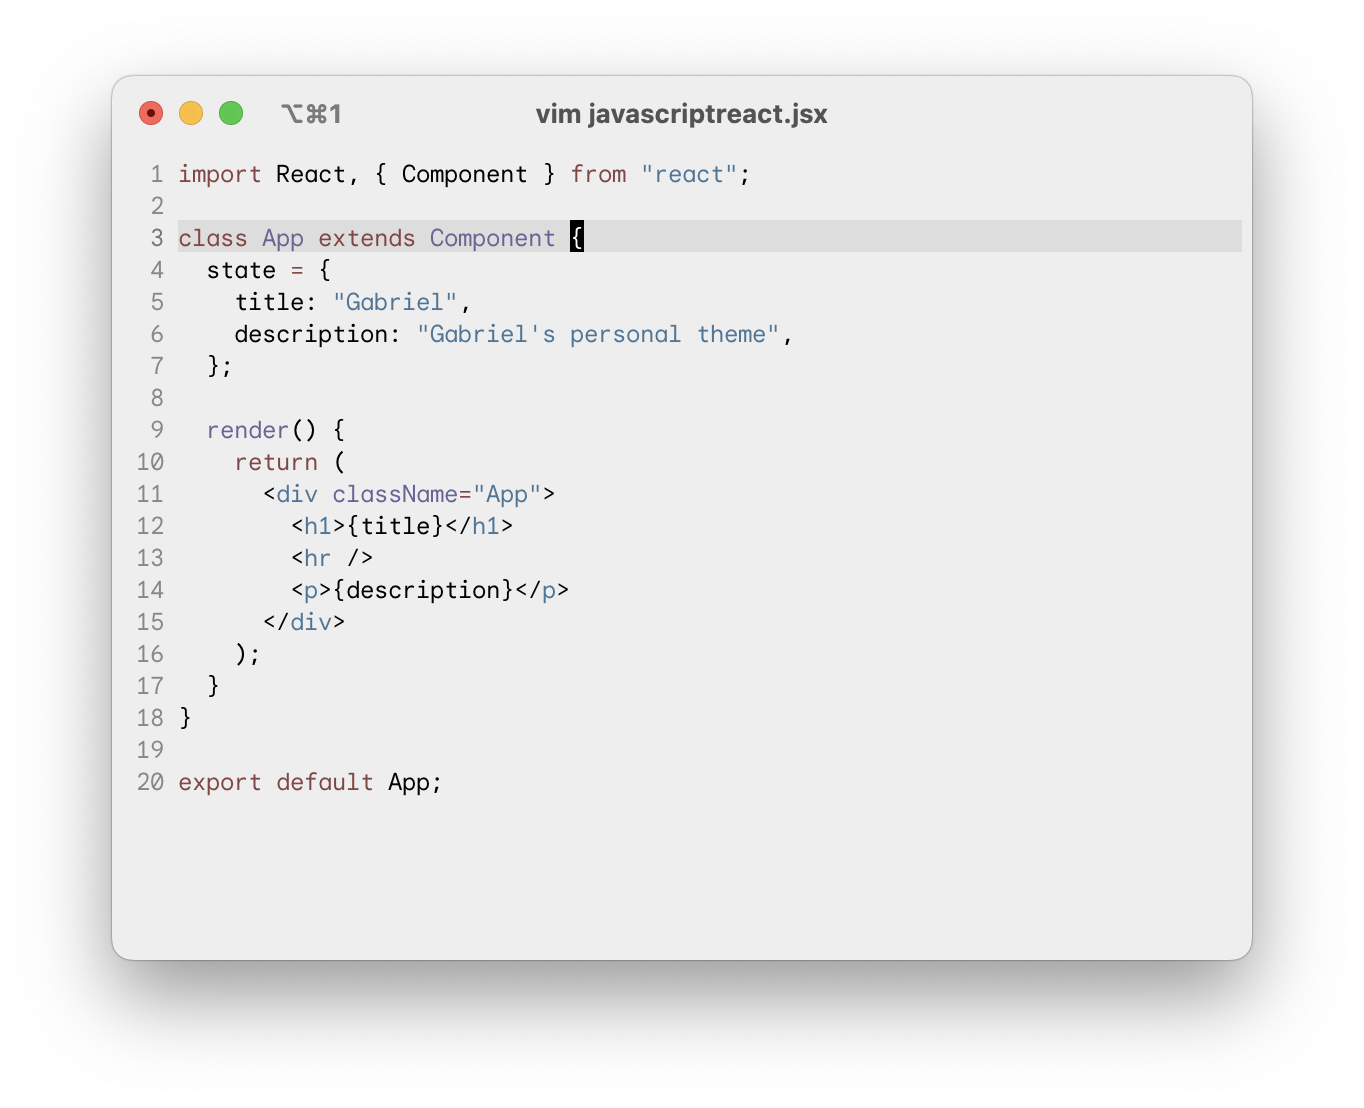 ⌥⌘1 vim javascriptreact.jsx
1 import React, { Component } from "react";
2
3 class App extends Component {
4   state = {
5     title: "Gabriel",
6     description: "Gabriel's personal theme",
7   };
8
9   render() {
10     return (
11       <div className="App">
12         <h1>{title}</h1>
13         <hr />
14         <p>{description}</p>
15       </div>
16     );
17   }
18 }
19
20 export default App;